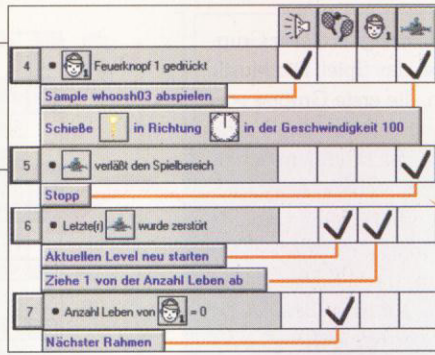 4 • 1 Feuerknopf 1 gedrückt
Sample whoosh03 abspielen
Schieße in Richtung in der Geschwindigkeit 100
5 • verläßt den Spielbereich
Stopp
6 • Letzte(r) wurde zerstört
Aktuellen Level neu starten
Ziehe 1 von der Anzahl Leben ab
7 • Anzahl Leben von 1 = 0
Nächster Rahmen